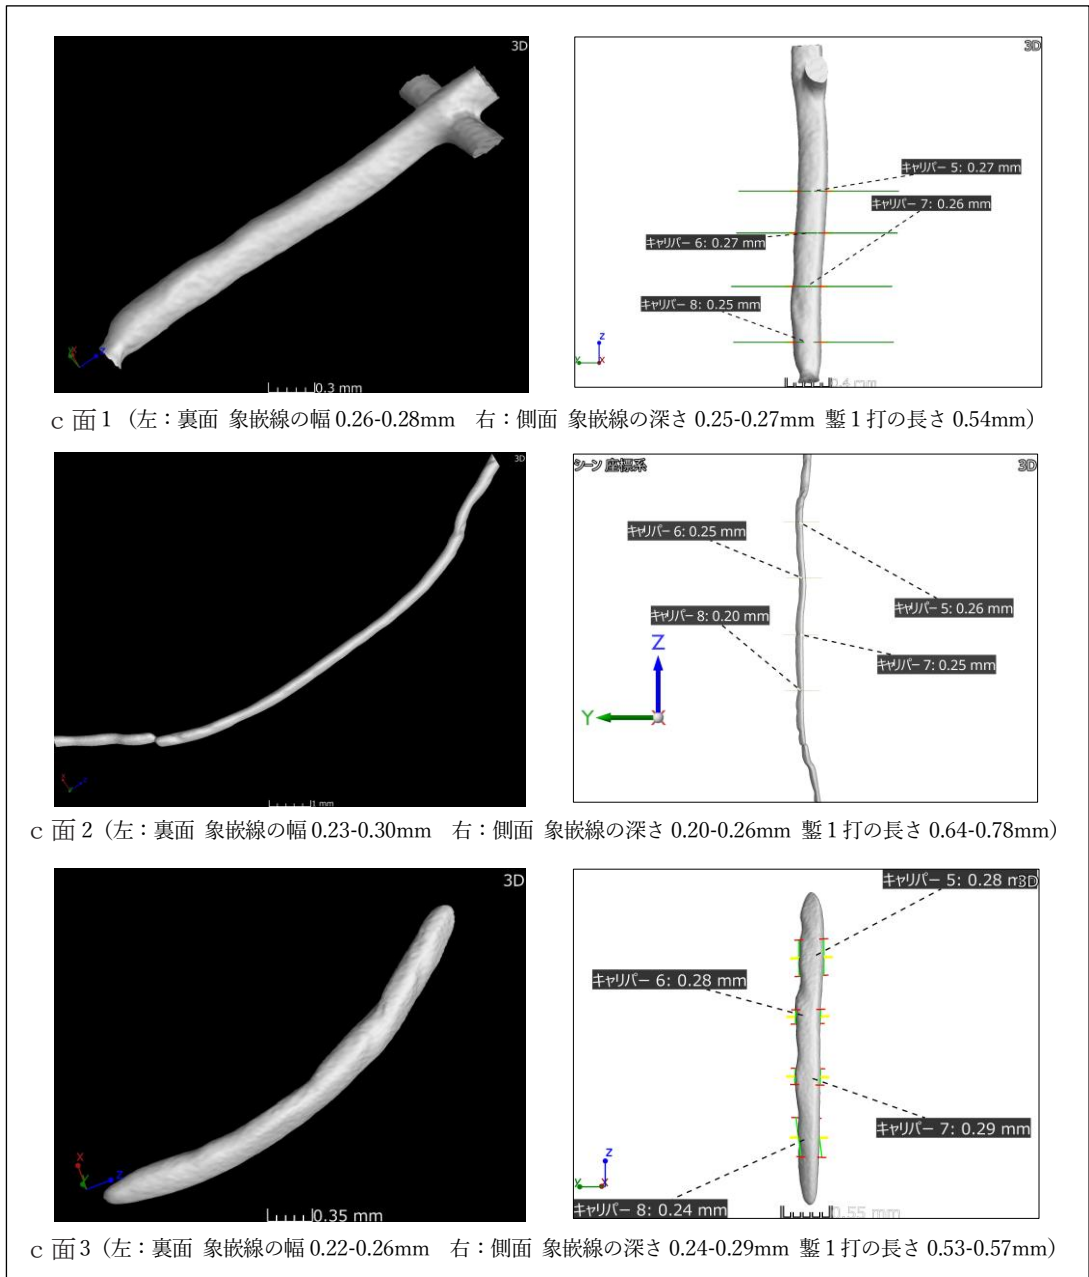 3D
0.3 mm
3D
キャリパー 5: 0.27 mm
キャリパー 7: 0.26 mm
キャリパー 6: 0.27 mm
キャリパー 8: 0.25 mm
z
Y
X
0.4 mm
c 面 1（左：裏面 象嵌線の幅 0.26-0.28mm 右：側面 象嵌線の深さ 0.25-0.27mm 鏨 1 打の長さ 0.54mm）
3D
1 mm
シーン 座標系
3D
キャリパー 6: 0.25 mm
キャリパー 5: 0.26 mm
キャリパー 8: 0.20 mm
キャリパー 7: 0.25 mm
Z
Y
c 面 2（左：裏面 象嵌線の幅 0.23-0.30mm 右：側面 象嵌線の深さ 0.20-0.26mm 鏨 1 打の長さ 0.64-0.78mm）
3D
X
Y
Z
0.35 mm
キャリパー 5: 0.28 m
3D
キャリパー 6: 0.28 mm
キャリパー 7: 0.29 mm
キャリパー 8: 0.24 mm
z
Y
X
0.55 mm
c 面 3（左：裏面 象嵌線の幅 0.22-0.26mm 右：側面 象嵌線の深さ 0.24-0.29mm 鏨 1 打の長さ 0.53-0.57mm）